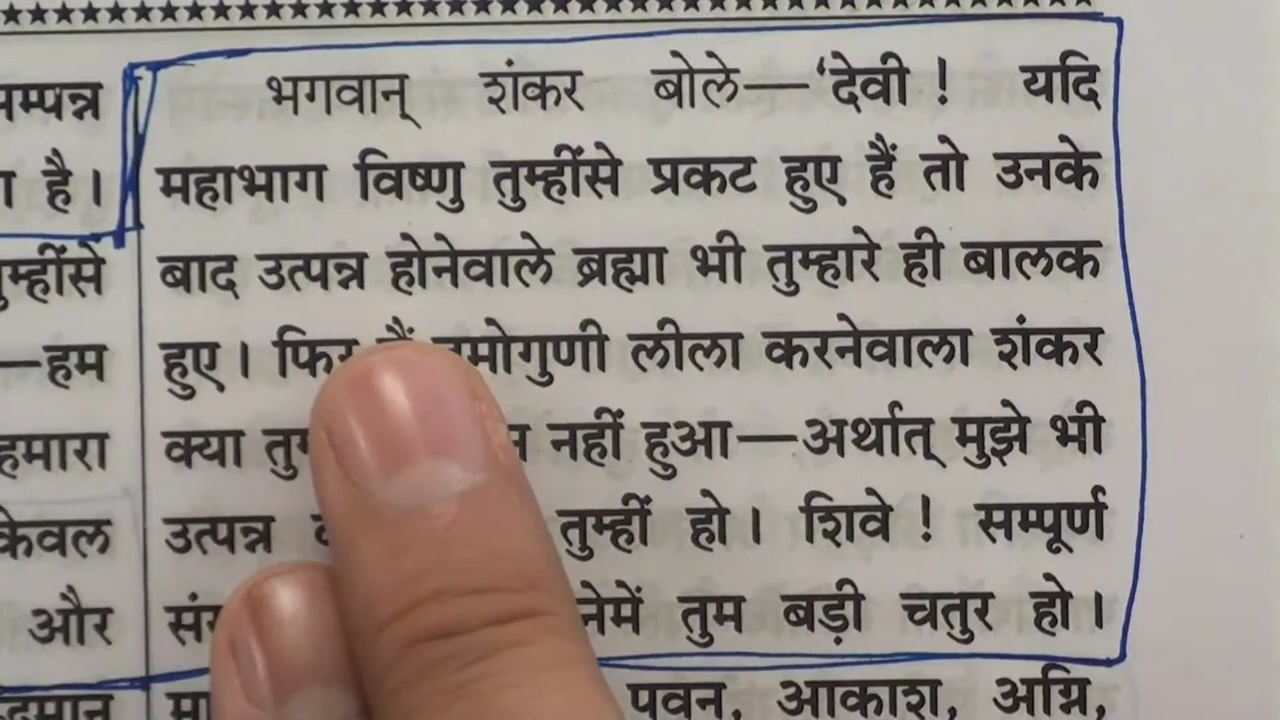 म्पन्न
है।
म्हींसे
—हम
हमारा
केवल
और
भगवान् शंकर बोले—‘देवी ! यदि
महाभाग विष्णु तुम्हींसे प्रकट हुए हैं तो उनके
बाद उत्पन्न होनेवाले ब्रह्मा भी तुम्हारे ही बालक
हुए। फिर मैं तमोगुणी लीला करनेवाला शंकर
क्या नहीं हुआ—अर्थात् मुझे भी
उत्पन्न तुम्हीं हो। शिवे ! सम्पूर्ण
तुम बड़ी चतुर हो।
पवन, आकाश, अग्नि,